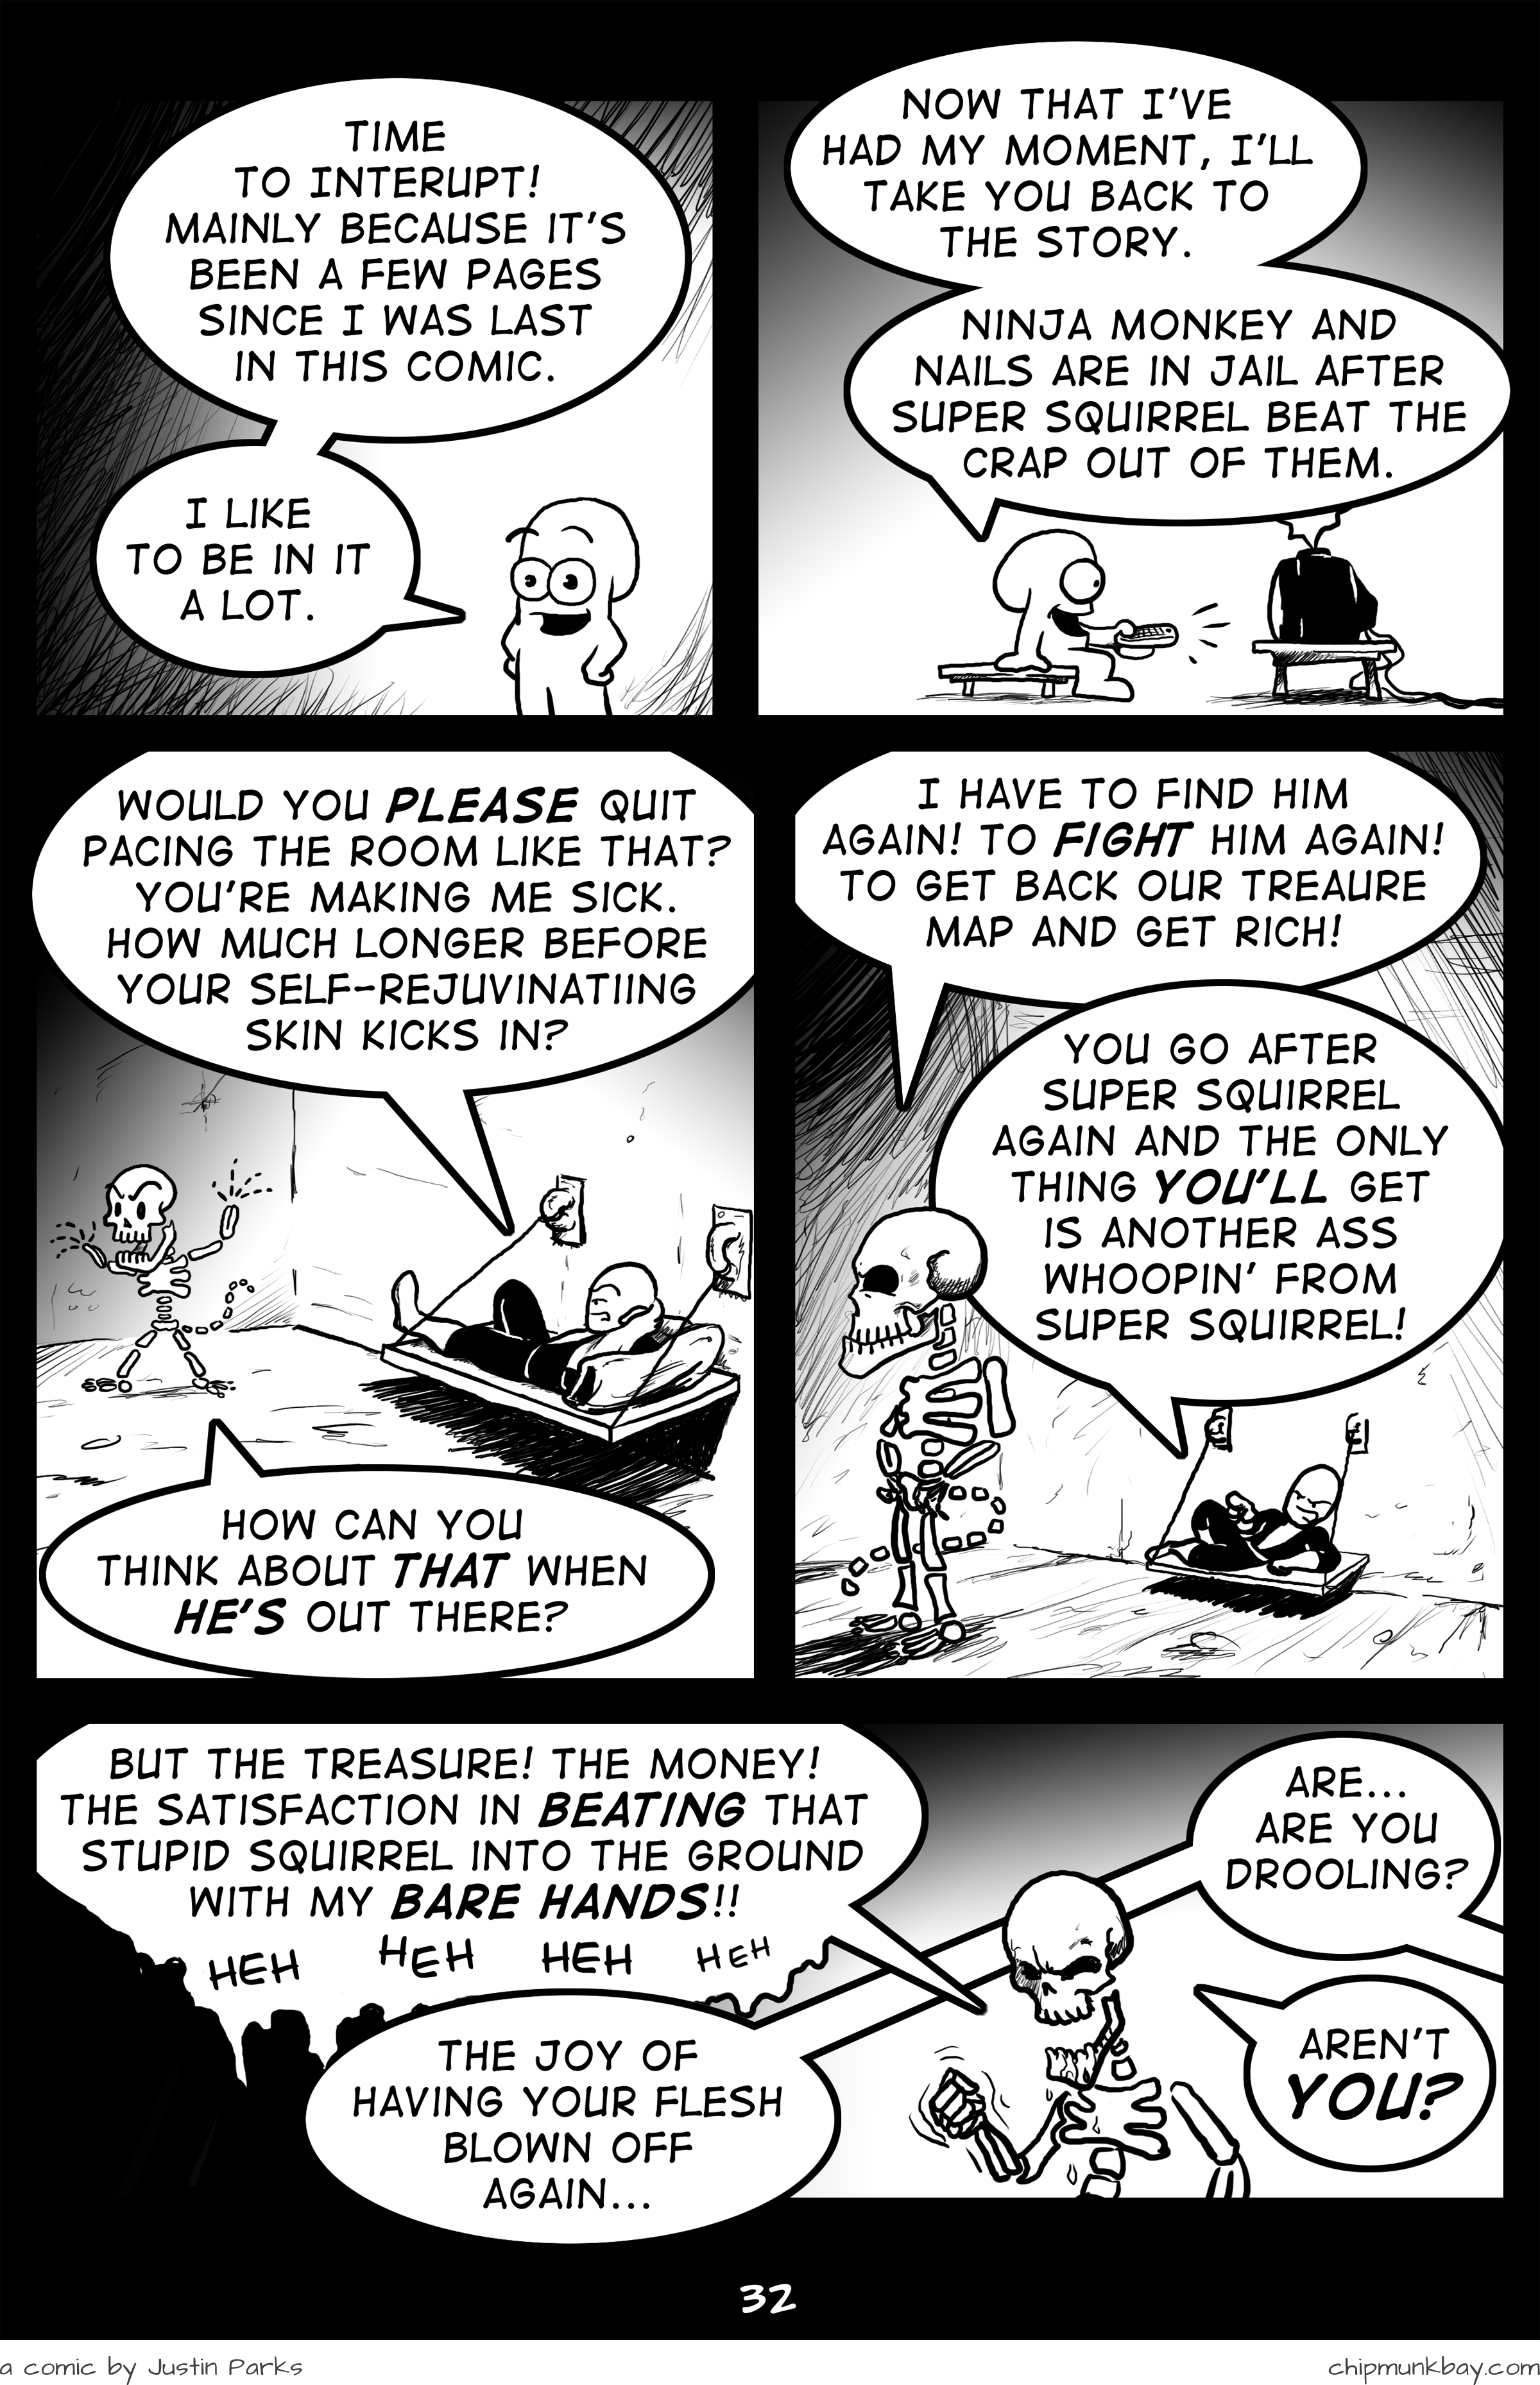 TIME
TO INTERUPT!
MAINLY BECAUSE IT'S
BEEN A FEW PAGES
SINCE I WAS LAST
IN THIS COMIC.
I LIKE
TO BE IN IT
A LOT.
NOW THAT I'VE
HAD MY MOMENT, I'LL
TAKE YOU BACK TO
THE STORY.
NINJA MONKEY AND
NAILS ARE IN JAIL AFTER
SUPER SQUIRREL BEAT THE
CRAP OUT OF THEM.
WOULD YOU PLEASE QUIT
PACING THE ROOM LIKE THAT?
YOU'RE MAKING ME SICK.
HOW MUCH LONGER BEFORE
YOUR SELF-REJUVINATIING
SKIN KICKS IN?
HOW CAN YOU
THINK ABOUT THAT WHEN
HE'S OUT THERE?
I HAVE TO FIND HIM
AGAIN! TO FIGHT HIM AGAIN!
TO GET BACK OUR TREAURE
MAP AND GET RICH!
YOU GO AFTER
SUPER SQUIRREL
AGAIN AND THE ONLY
THING YOU'LL GET
IS ANOTHER ASS
WHOOPIN' FROM
SUPER SQUIRREL!
BUT THE TREASURE! THE MONEY!
THE SATISFACTION IN BEATING THAT
STUPID SQUIRREL INTO THE GROUND
WITH MY BARE HANDS!!
HEH HEH HEH HEH
THE JOY OF
HAVING YOUR FLESH
BLOWN OFF
AGAIN...
ARE...
ARE YOU
DROOLING?
AREN'T
YOU?
32
a comic by Justin Parks
chipmunkbay.com